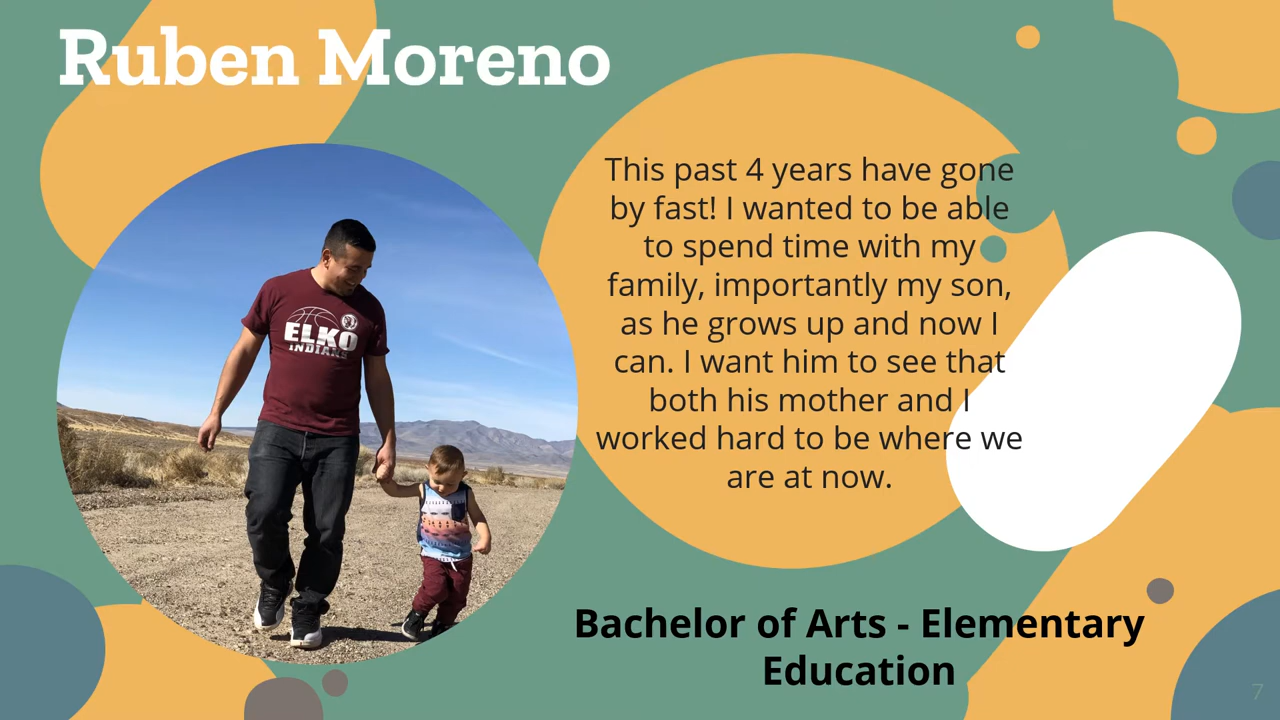 Ruben Moreno
This past 4 years have gone
by fast! I wanted to be able
to spend time with my
family, importantly my son,
as he grows up and now I
can. I want him to see that
both his mother and I
worked hard to be where we
are at now.
ELKO
INDIANS
Bachelor of Arts - Elementary
Education
7